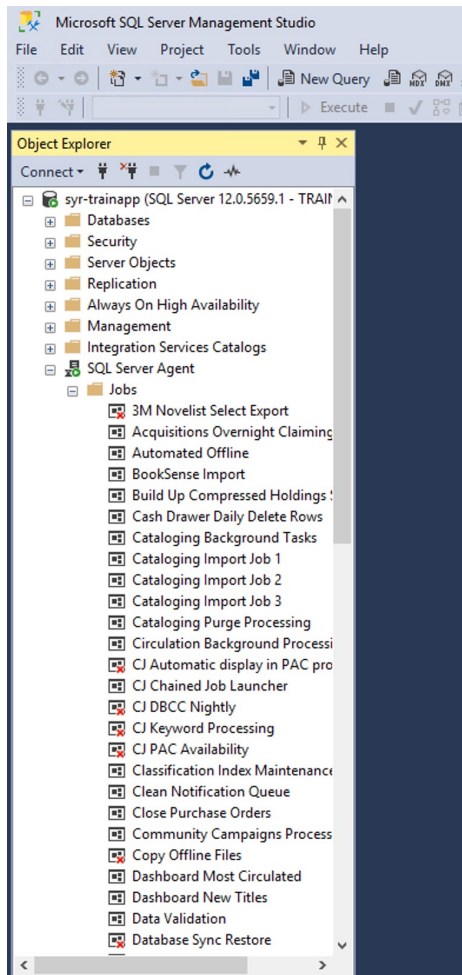 Microsoft SQL Server Management Studio
File Edit View Project Tools Window Help
New Query MDX DMX
Execute
Object Explorer
Connect
syr-trainapp (SQL Server 12.0.5659.1 - TRAIN
Databases
Security
Server Objects
Replication
Always On High Availability
Management
Integration Services Catalogs
SQL Server Agent
Jobs
3M Novelist Select Export
Acquisitions Overnight Claiming
Automated Offline
BookSense Import
Build Up Compressed Holdings
Cash Drawer Daily Delete Rows
Cataloging Background Tasks
Cataloging Import Job 1
Cataloging Import Job 2
Cataloging Import Job 3
Cataloging Purge Processing
Circulation Background Processi
CJ Automatic display in PAC pro
CJ Chained Job Launcher
CJ DBCC Nightly
CJ Keyword Processing
CJ PAC Availability
Classification Index Maintenance
Clean Notification Queue
Close Purchase Orders
Community Campaigns Process
Copy Offline Files
Dashboard Most Circulated
Dashboard New Titles
Data Validation
Database Sync Restore